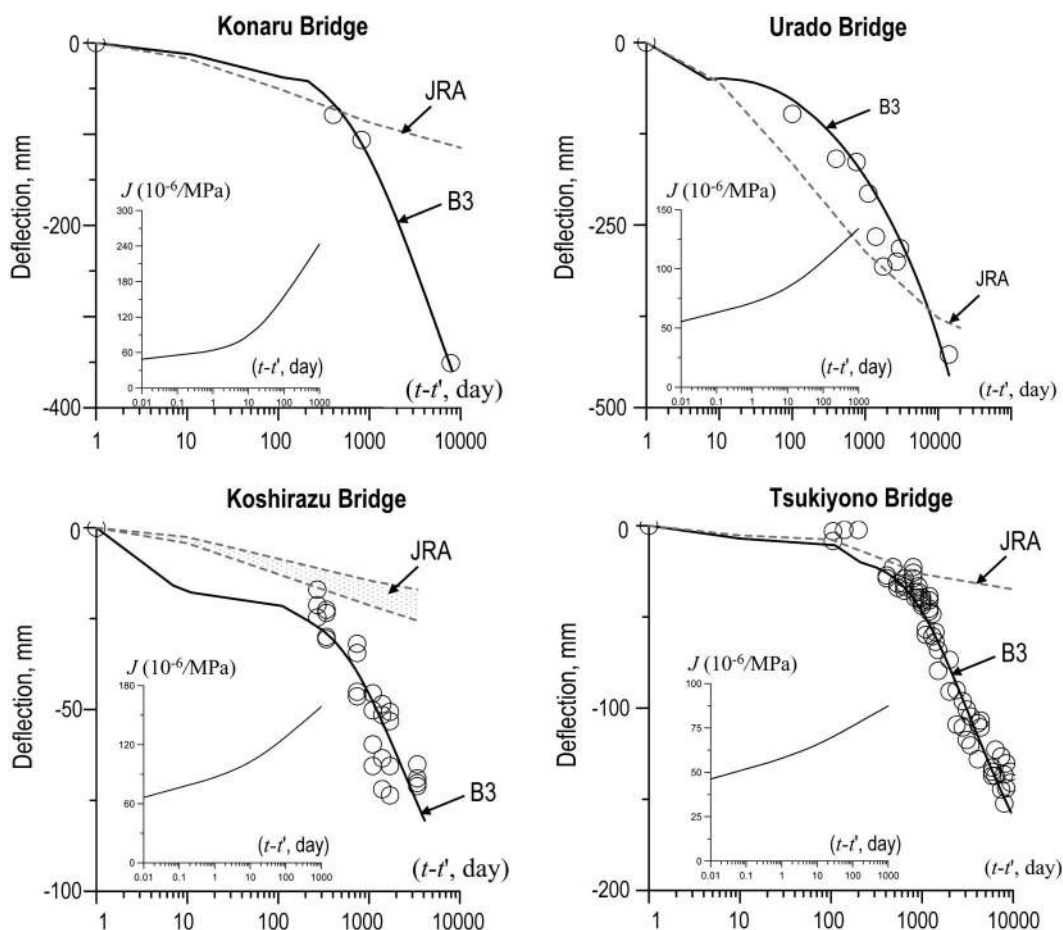 Konaru Bridge
0
-200
-400
Deflection, mm
JRA
B3
J (10⁻⁶/MPa)
300
240
180
120
60
0
(t-t', day)
0.01 0.1 1 10 100 1000
(t-t', day)
1 10 100 1000 10000
Urado Bridge
0
-250
-500
Deflection, mm
B3
JRA
J (10⁻⁶/MPa)
150
125
100
75
50
25
0
(t-t', day)
0.01 0.1 1 10 100 1000
(t-t', day)
1 10 100 1000 10000
Koshirazu Bridge
0
-50
-100
Deflection, mm
JRA
B3
J (10⁻⁶/MPa)
180
120
60
0
(t-t', day)
0.01 0.1 1 10 100 1000
(t-t', day)
1 10 100 1000 10000
Tsukiyono Bridge
0
-100
-200
Deflection, mm
JRA
B3
J (10⁻⁶/MPa)
100
75
50
25
0
(t-t', day)
0.01 0.1 1 10 100 1000
(t-t', day)
1 10 100 1000 10000